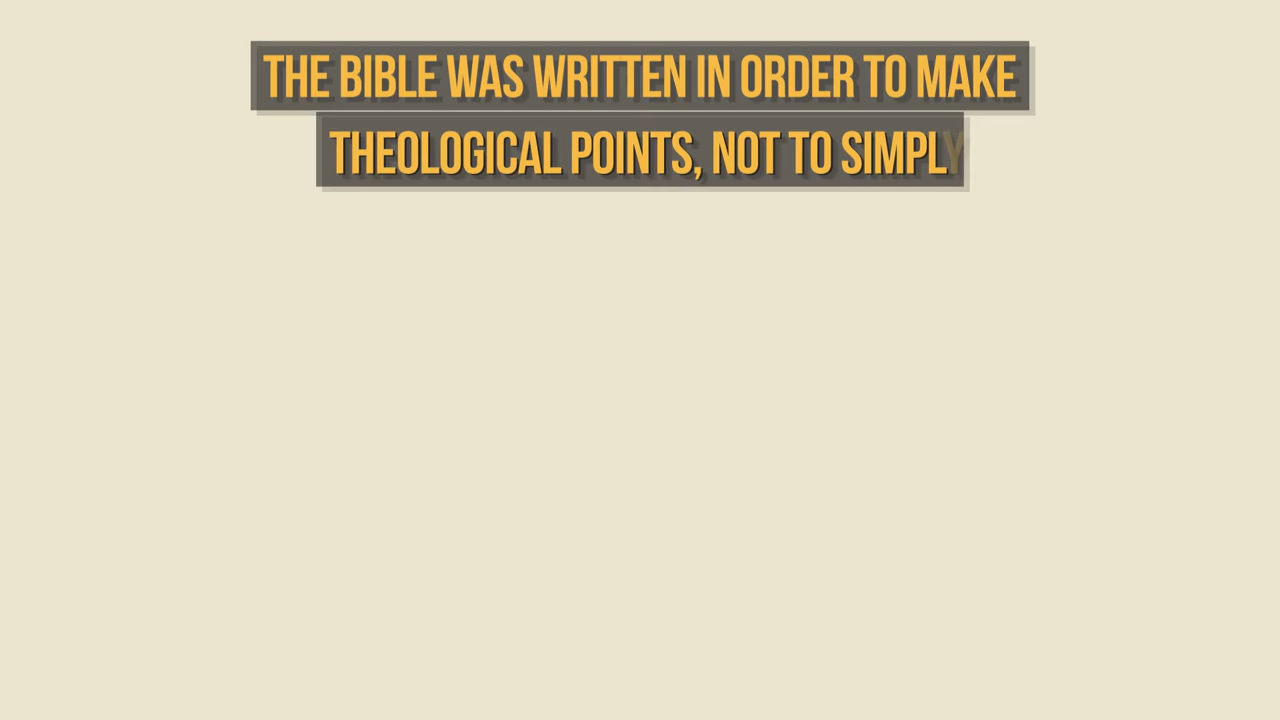 THE BIBLE WAS WRITTEN IN ORDER TO MAKE
THEOLOGICAL POINTS, NOT TO SIMPLY